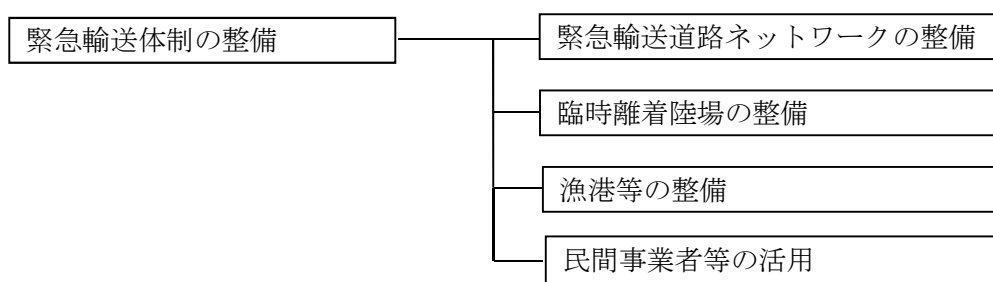 緊急輸送体制の整備
緊急輸送道路ネットワークの整備
臨時離着陸場の整備
漁港等の整備
民間事業者等の活用